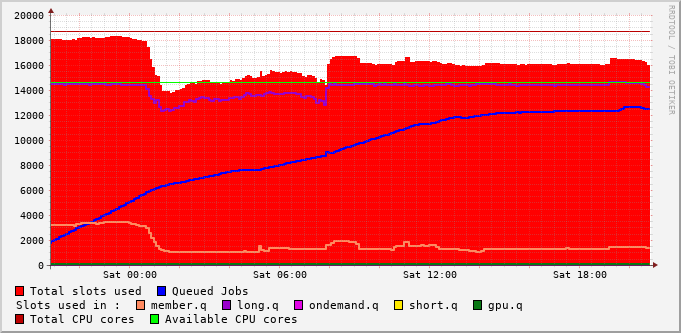 20000
18000
16000
14000
12000
10000
8000
6000
4000
2000
0
Sat 00:00 Sat 06:00 Sat 12:00 Sat 18:00
RRDTOOL / TOBI OETIKER
Total slots used Queued Jobs
Slots used in : member.q long.q ondemand.q short.q gpu.q
Total CPU cores Available CPU cores